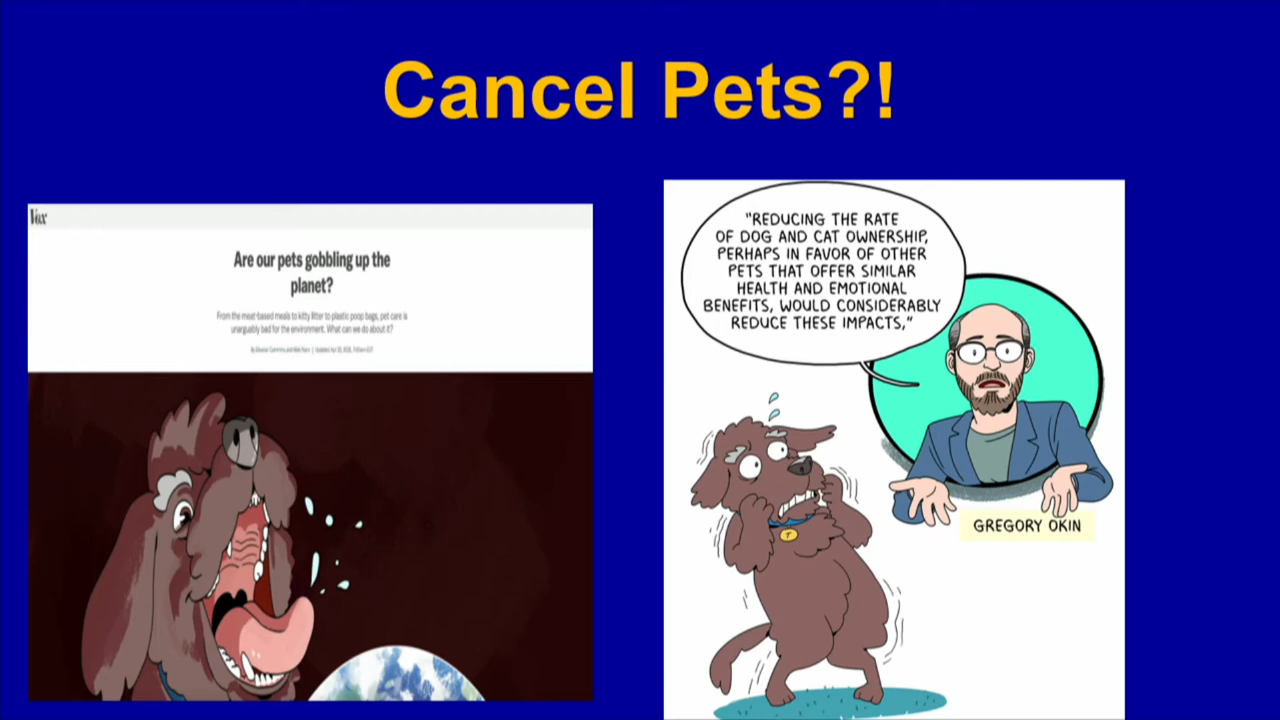 Cancel Pets?!
Vox
Are our pets gobbling up the
planet?
From the meat-based meals to kitty litter to plastic poop bags, pet care is
unarguably bad for the environment. What can we do about it?
"REDUCING THE RATE
OF DOG AND CAT OWNERSHIP,
PERHAPS IN FAVOR OF OTHER
PETS THAT OFFER SIMILAR
HEALTH AND EMOTIONAL
BENEFITS, WOULD CONSIDERABLY
REDUCE THESE IMPACTS,"
GREGORY OKIN